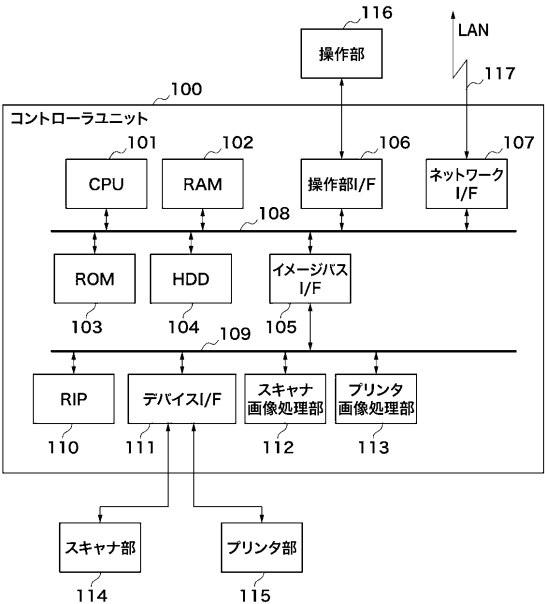 116
操作部
LAN
117
100
コントローラユニット
101
CPU
102
RAM
106
操作部I/F
107
ネットワーク
I/F
108
ROM
103
HDD
104
イメージバス
I/F
105
109
RIP
110
デバイスI/F
111
スキャナ
画像処理部
112
プリンタ
画像処理部
113
スキャナ部
114
プリンタ部
115